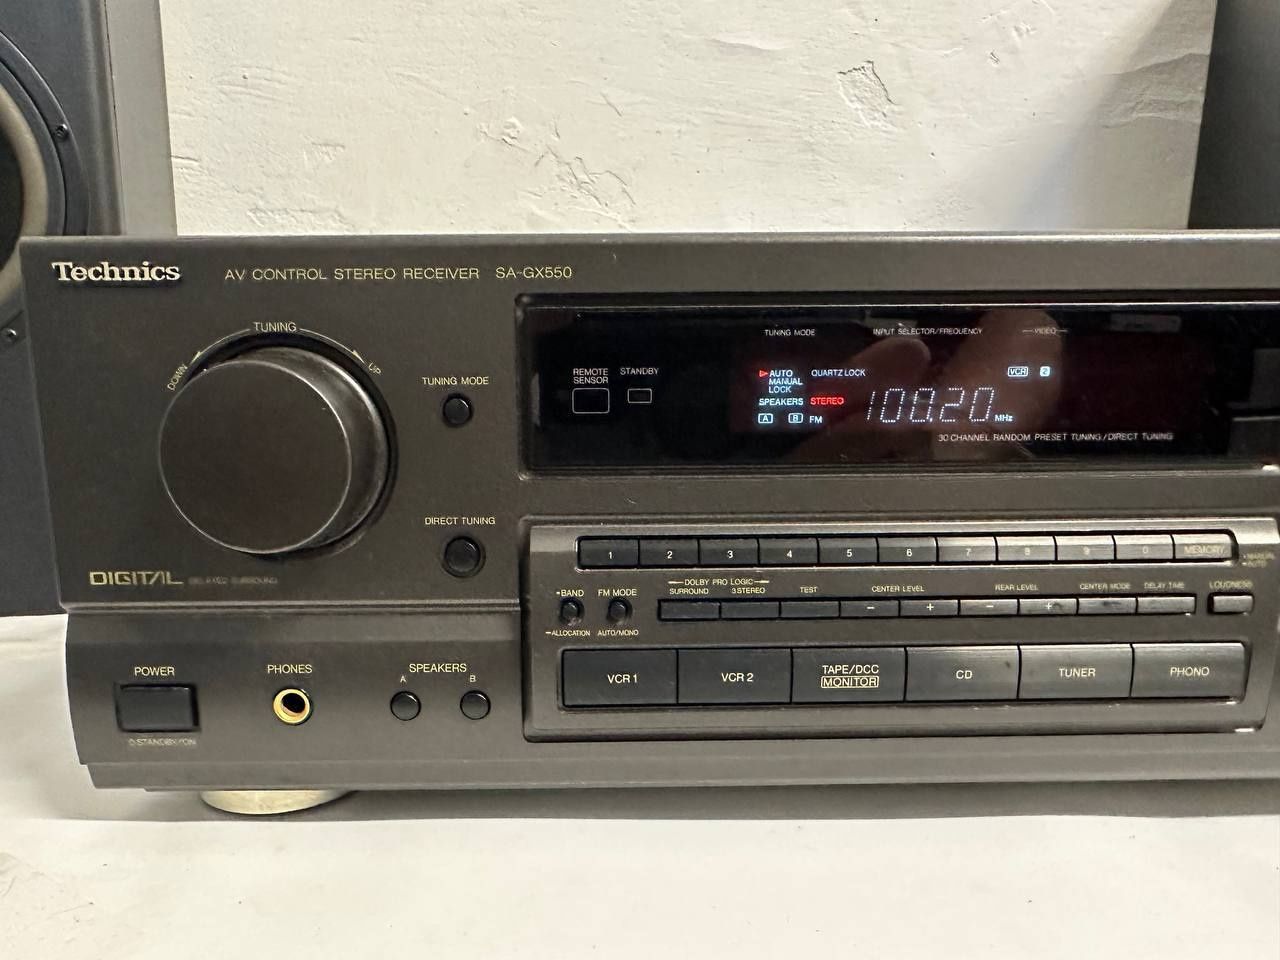 Technics
AV CONTROL STEREO RECEIVER SA-GX550
TUNING
DOWN
UP
TUNING MODE
DIRECT TUNING
DIGITAL DELAYED SURROUND
REMOTE SENSOR
STANDBY
TUNING MODE
INPUT SELECTOR/FREQUENCY
VIDEO
AUTO
MANUAL
LOCK
QUARTZ LOCK
VCR 2
SPEAKERS
STEREO
A B
FM
MHz
30 CHANNEL RANDOM PRESET TUNING/DIRECT TUNING
1 2 3 4 5 6 7 8 9 0 MEMORY
DOLBY PRO LOGIC
SURROUND
3 STEREO
TEST
CENTER LEVEL
REAR LEVEL
CENTER MODE
DELAY TIME
LOUDNESS
- + - +
BAND
-ALLOCATION
FM MODE
AUTO/MONO
VCR 1
VCR 2
TAPE/DCC
MONITOR
CD
TUNER
PHONO
POWER
STANDBY/ON
PHONES
SPEAKERS
A
B